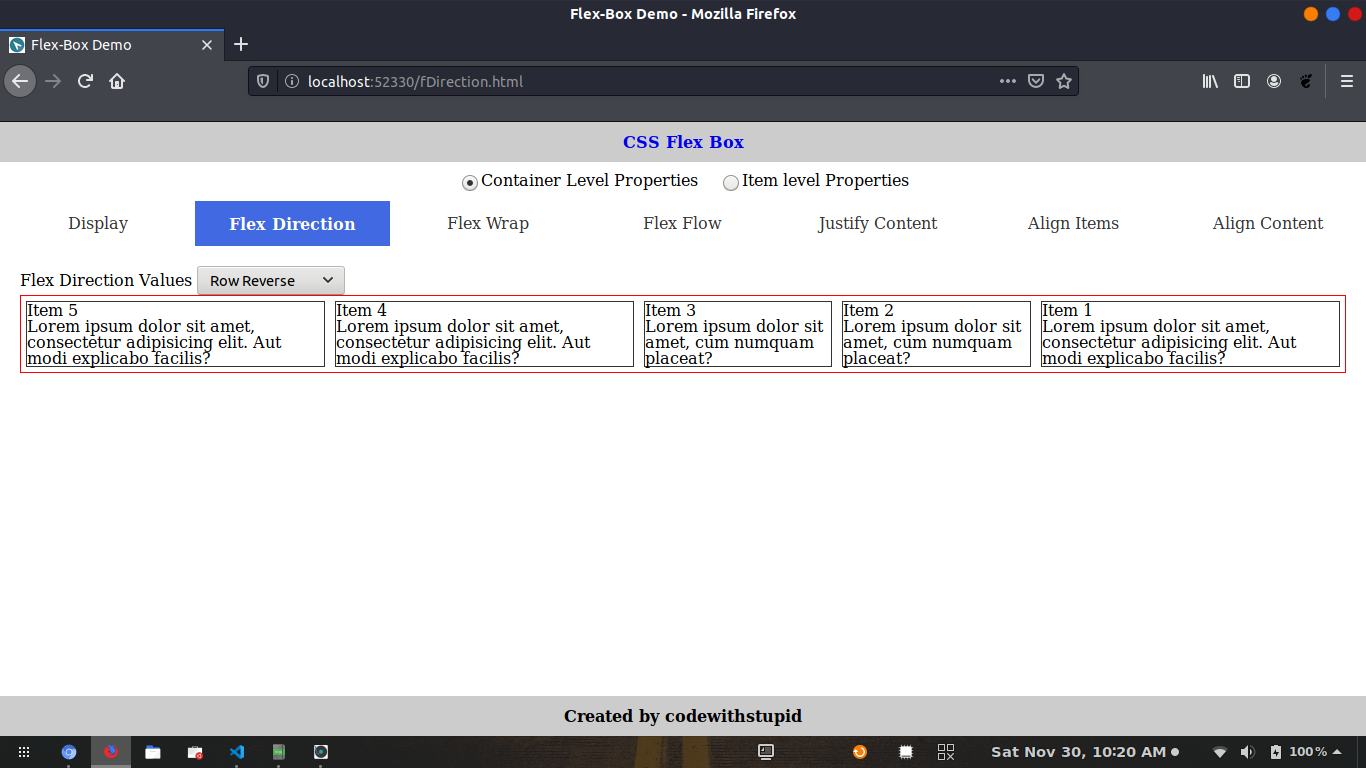 Flex-Box Demo - Mozilla Firefox
Flex-Box Demo
localhost:52330/fDirection.html
CSS Flex Box
Container Level Properties Item level Properties
Display Flex Direction Flex Wrap Flex Flow Justify Content Align Items Align Content
Flex Direction Values Row Reverse
Item 5
Lorem ipsum dolor sit amet,
consectetur adipisicing elit. Aut
modi explicabo facilis?
Item 4
Lorem ipsum dolor sit amet,
consectetur adipisicing elit. Aut
modi explicabo facilis?
Item 3
Lorem ipsum dolor sit
amet, cum numquam
placeat?
Item 2
Lorem ipsum dolor sit
amet, cum numquam
placeat?
Item 1
Lorem ipsum dolor sit amet,
consectetur adipisicing elit. Aut
modi explicabo facilis?
Created by codewithstupid
Sat Nov 30, 10:20 AM
100 %